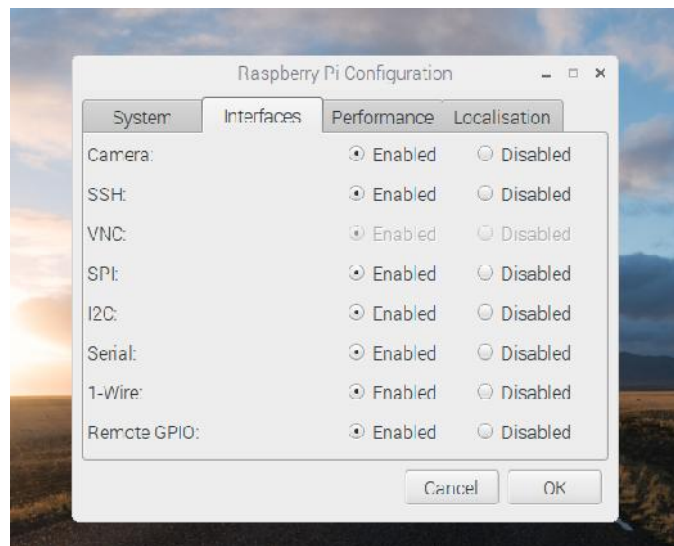 Raspberry Pi Configuration
System Interfaces Performance Localisation
Camera: Enabled Disabled
SSH: Enabled Disabled
VNC: Enabled Disabled
SPI: Enabled Disabled
I2C: Enabled Disabled
Serial: Enabled Disabled
1-Wire: Enabled Disabled
Remote GPIO: Enabled Disabled
Cancel OK